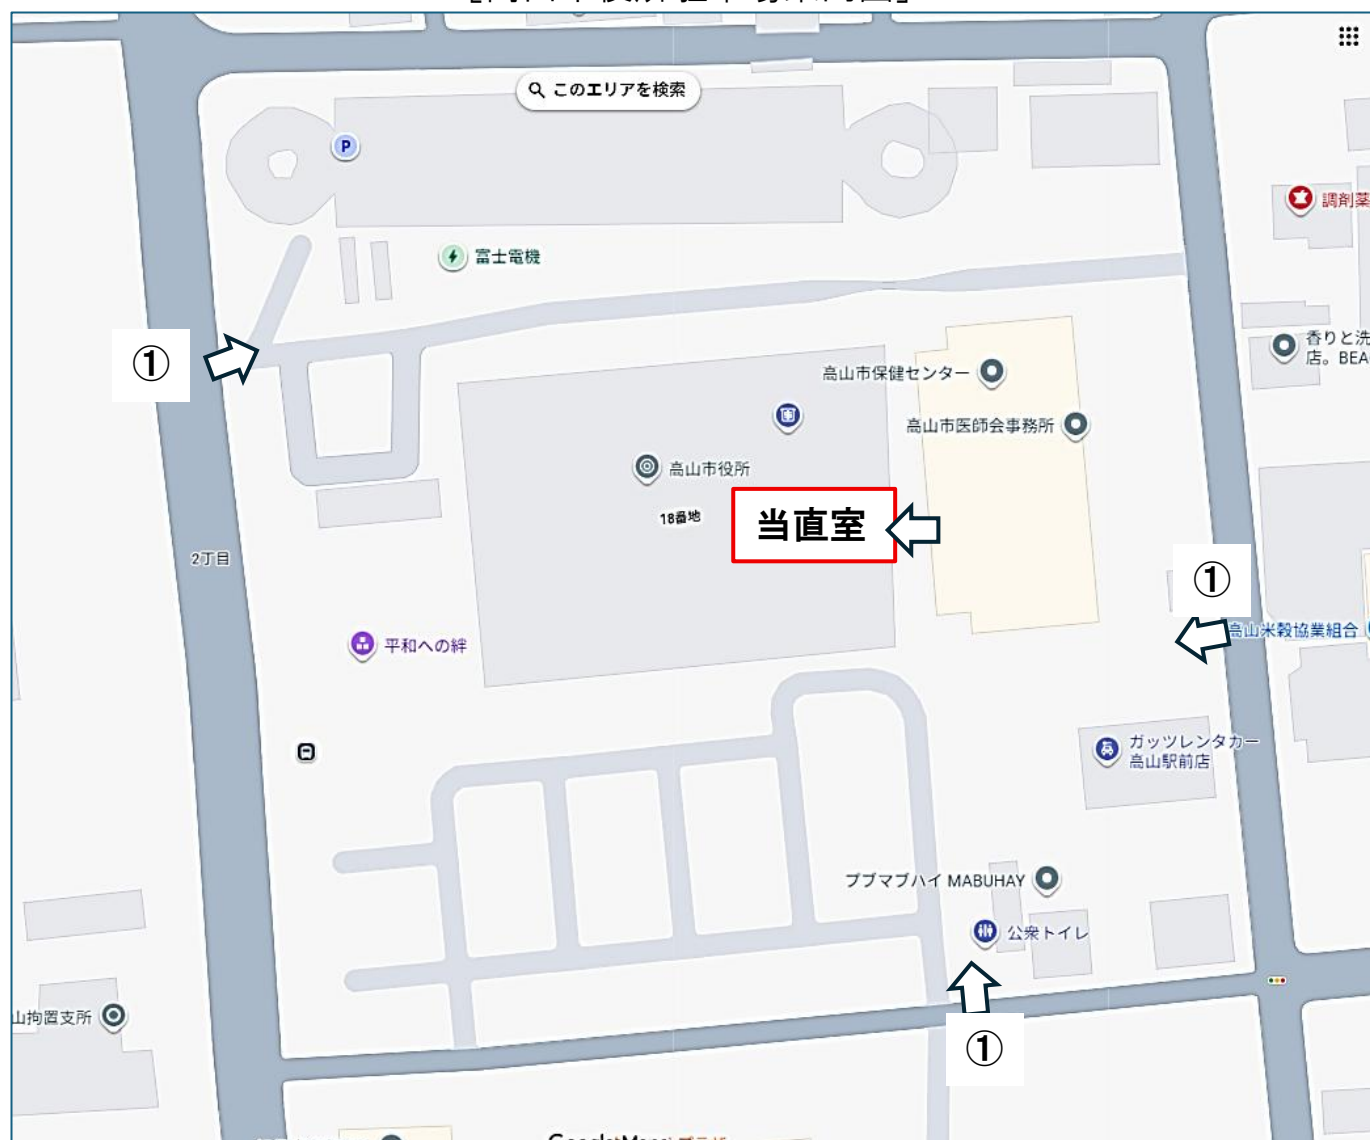 このエリアを検索
P
調剤薬
富士電機
①
香りと洗
店。BEA
高山市保健センター
高山市医師会事務所
高山市役所
18番地
当直室
2丁目
①
高山米穀協業組合
平和への絆
ガッツレンタカー
高山駅前店
ブブマブハイ MABUHAY
公衆トイレ
山拘置支所
①